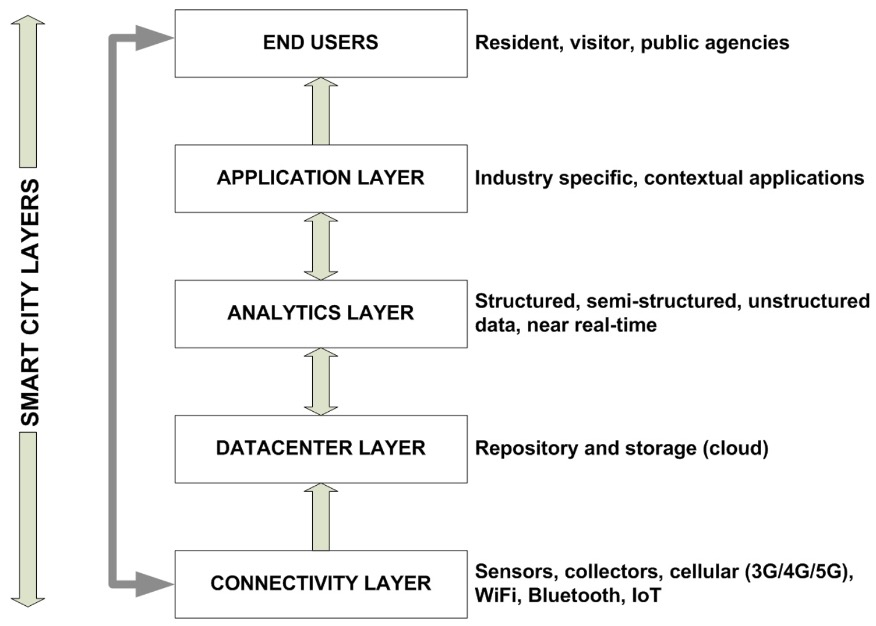 SMART CITY LAYERS
END USERS
Resident, visitor, public agencies
APPLICATION LAYER
Industry specific, contextual applications
ANALYTICS LAYER
Structured, semi-structured, unstructured
data, near real-time
DATACENTER LAYER
Repository and storage (cloud)
CONNECTIVITY LAYER
Sensors, collectors, cellular (3G/4G/5G),
WiFi, Bluetooth, IoT